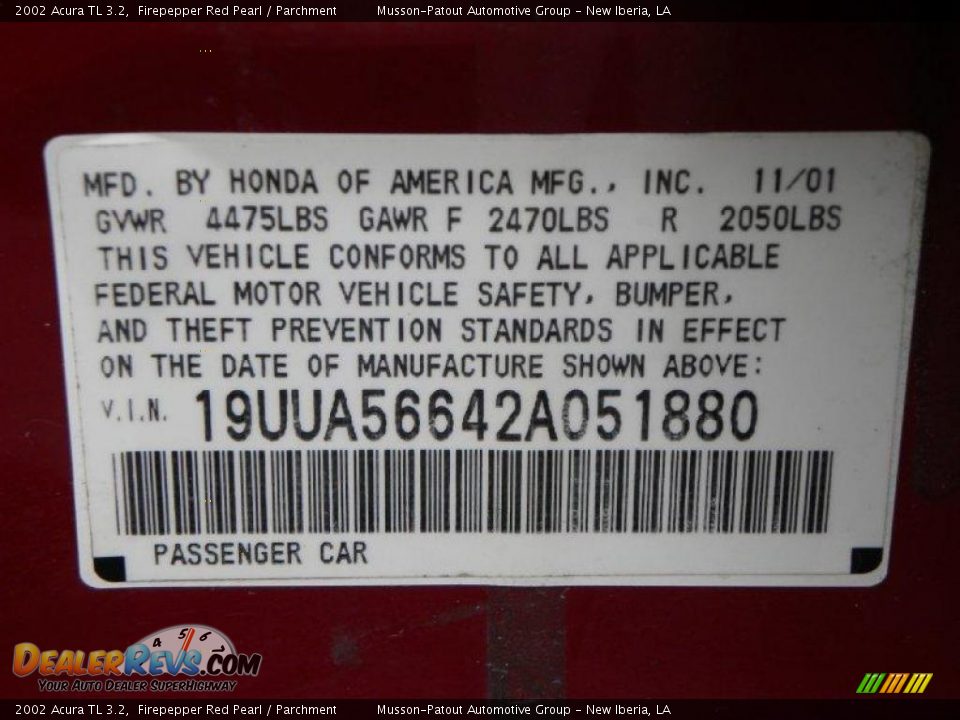 2002 Acura TL 3.2,  Firepepper Red Pearl / Parchment          Musson-Patout Automotive Group - New Iberia, LA
MFD. BY HONDA OF AMERICA MFG., INC.  11/01
GVWR  4475LBS  GAWR F  2470LBS  R  2050LBS
THIS VEHICLE CONFORMS TO ALL APPLICABLE
FEDERAL MOTOR VEHICLE SAFETY, BUMPER,
AND THEFT PREVENTION STANDARDS IN EFFECT
ON THE DATE OF MANUFACTURE SHOWN ABOVE:
V.I.N.  19UUA56642A051880
PASSENGER CAR
4 5 6
DEALERREVS.COM
YOUR AUTO DEALER SUPERHIGHWAY
2002 Acura TL 3.2,  Firepepper Red Pearl / Parchment          Musson-Patout Automotive Group - New Iberia, LA